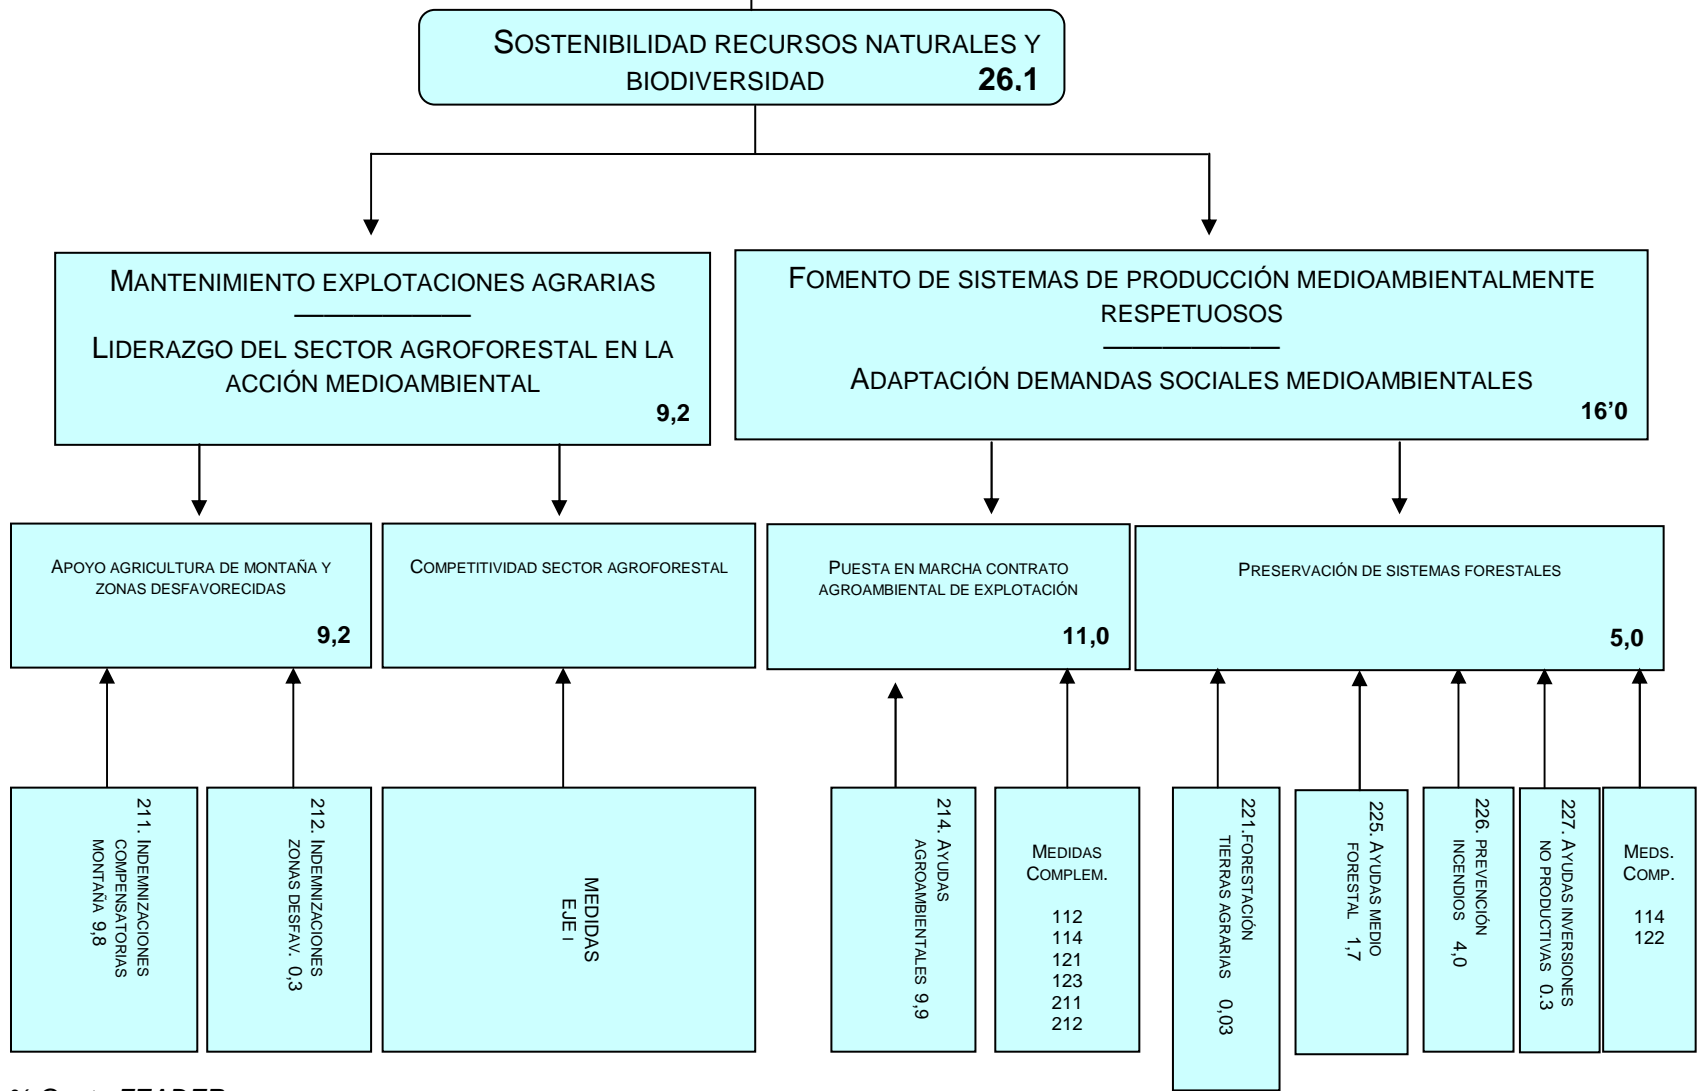 SOSTENIBILIDAD RECURSOS NATURALES Y
BIODIVERSIDAD 26,1
MANTENIMIENTO EXPLOTACIONES AGRARIAS
LIDERAZGO DEL SECTOR AGROFORESTAL EN LA
ACCIÓN MEDIOAMBIENTAL
9,2
FOMENTO DE SISTEMAS DE PRODUCCIÓN MEDIOAMBIENTALMENTE
RESPETUOSOS
ADAPTACIÓN DEMANDAS SOCIALES MEDIOAMBIENTALES
16’0
APOYO AGRICULTURA DE MONTAÑA Y
ZONAS DESFAVORECIDAS
9,2
COMPETITIVIDAD SECTOR AGROFORESTAL
PUESTA EN MARCHA CONTRATO
AGROAMBIENTAL DE EXPLOTACIÓN
11,0
PRESERVACIÓN DE SISTEMAS FORESTALES
5,0
211. INDEMNIZACIONES
COMPENSATORIAS
MONTAÑA 9,8
212. INDEMNIZACIONES
ZONAS DESFAV. 0,3
MEDIDAS
EJE I
214. AYUDAS
AGROAMBIENTALES 9,9
MEDIDAS
COMPLEM.
112
114
121
123
211
212
221.FORESTACIÓN
TIERRAS AGRARIAS 0,03
225. AYUDAS MEDIO
FORESTAL 1,7
226. PREVENCIÓN
INCENDIOS 4,0
227. AYUDAS INVERSIONES
NO PRODUCTIVAS 0.3
MEDS.
COMP.
114
122